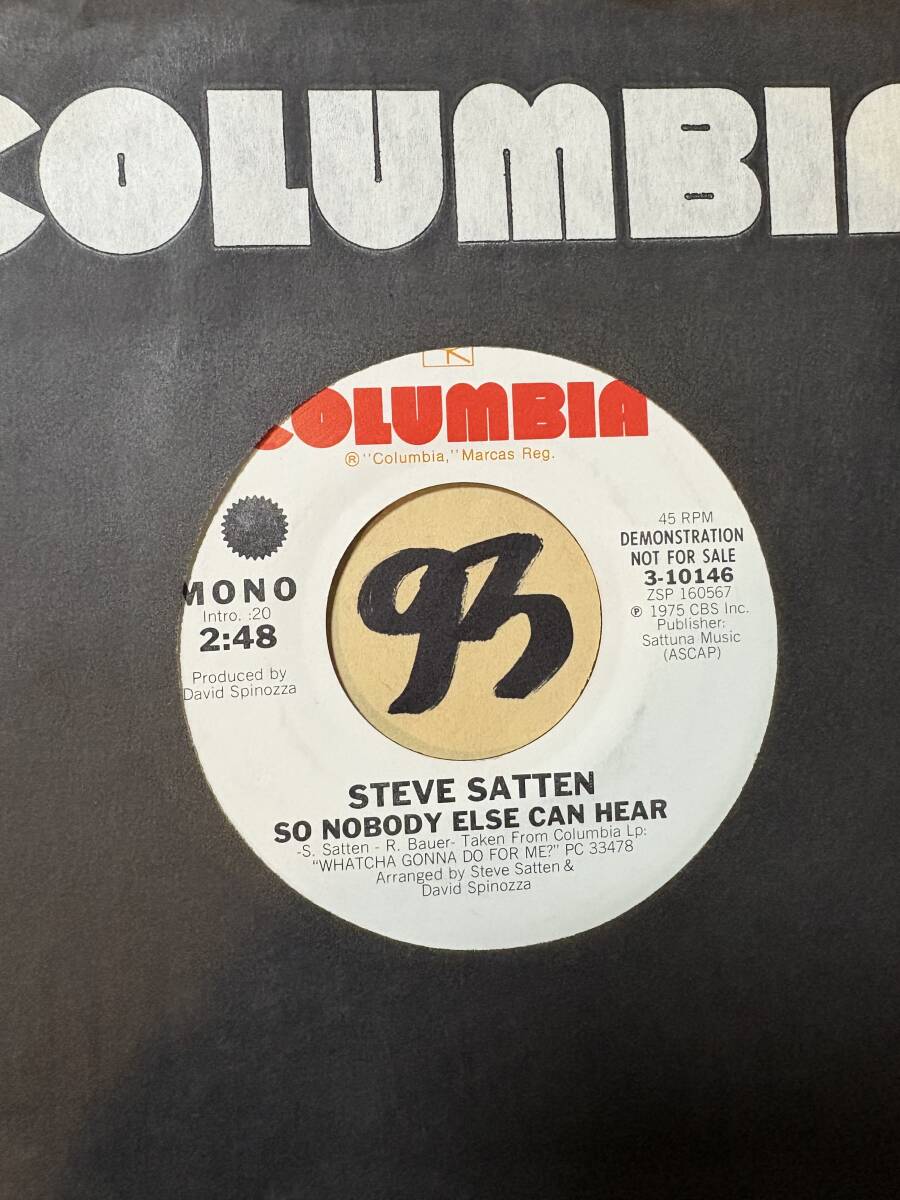 COLUMBIA
COLUMBIA
® "Columbia," Marcas Reg.
MONO
Intro. :20
2:48
Produced by
David Spinozza
45 RPM
DEMONSTRATION
NOT FOR SALE
3-10146
ZSP 160567
℗ 1975 CBS Inc.
Publisher:
Sattuna Music
(ASCAP)
STEVE SATTEN
SO NOBODY ELSE CAN HEAR
-S. Satten - R. Bauer- Taken From Columbia Lp:
"WHATCHA GONNA DO FOR ME?" PC 33478
Arranged by Steve Satten &
David Spinozza